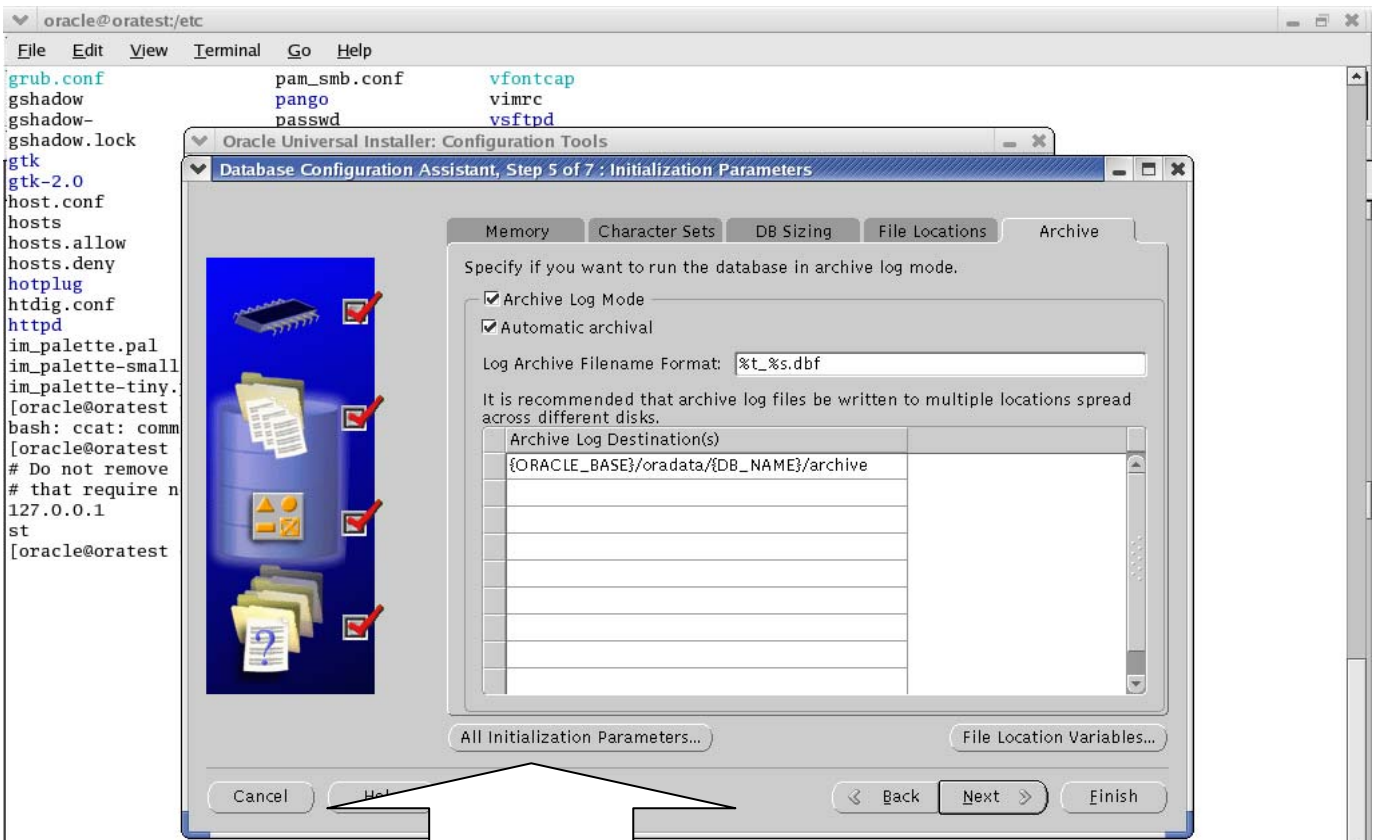 oracle@oratest:/etc
File Edit View Terminal Go Help
grub.conf pam_smb.conf vfontcap
gshadow pango vimrc
gshadow- passwd vsftpd
gshadow.lock
gtk
gtk-2.0
host.conf
hosts
hosts.allow
hosts.deny
hotplug
htdig.conf
httpd
im_palette.pal
im_palette-small
im_palette-tiny.
[oracle@oratest
bash: ccat: comm
[oracle@oratest
# Do not remove
# that require n
127.0.0.1
st
[oracle@oratest
Oracle Universal Installer: Configuration Tools
Database Configuration Assistant, Step 5 of 7 : Initialization Parameters
Memory Character Sets DB Sizing File Locations Archive
Specify if you want to run the database in archive log mode.
Archive Log Mode
Automatic archival
Log Archive Filename Format: %t_%s.dbf
It is recommended that archive log files be written to multiple locations spread
across different disks.
Archive Log Destination(s)
{ORACLE_BASE}/oradata/{DB_NAME}/archive
All Initialization Parameters... File Location Variables...
Cancel Back Next Finish